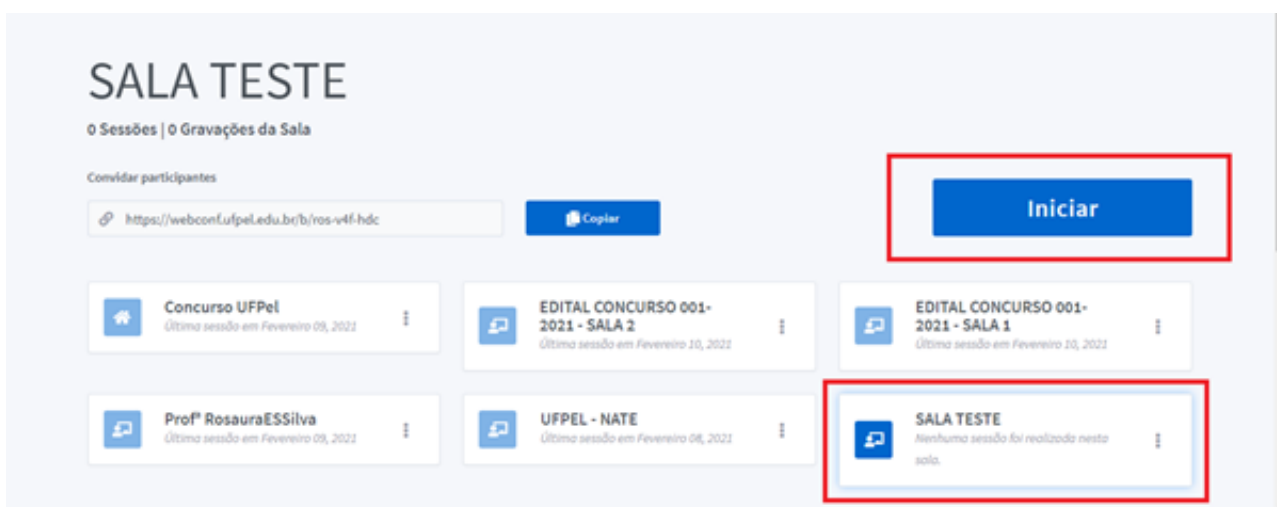 SALA TESTE
0 Sessões | 0 Gravações da Sala
Convidar participantes
https://webconf.ufpel.edu.br/b/ros-v4f-hdc
Copiar
Iniciar
Concurso UFPel
Última sessão em Fevereiro 09, 2021
EDITAL CONCURSO 001-
2021 - SALA 2
Última sessão em Fevereiro 10, 2021
EDITAL CONCURSO 001-
2021 - SALA 1
Última sessão em Fevereiro 10, 2021
Profª RosauraESSilva
Última sessão em Fevereiro 09, 2021
UFPEL - NATE
Última sessão em Fevereiro 08, 2021
SALA TESTE
Nenhuma sessão foi realizada nesta
sala.